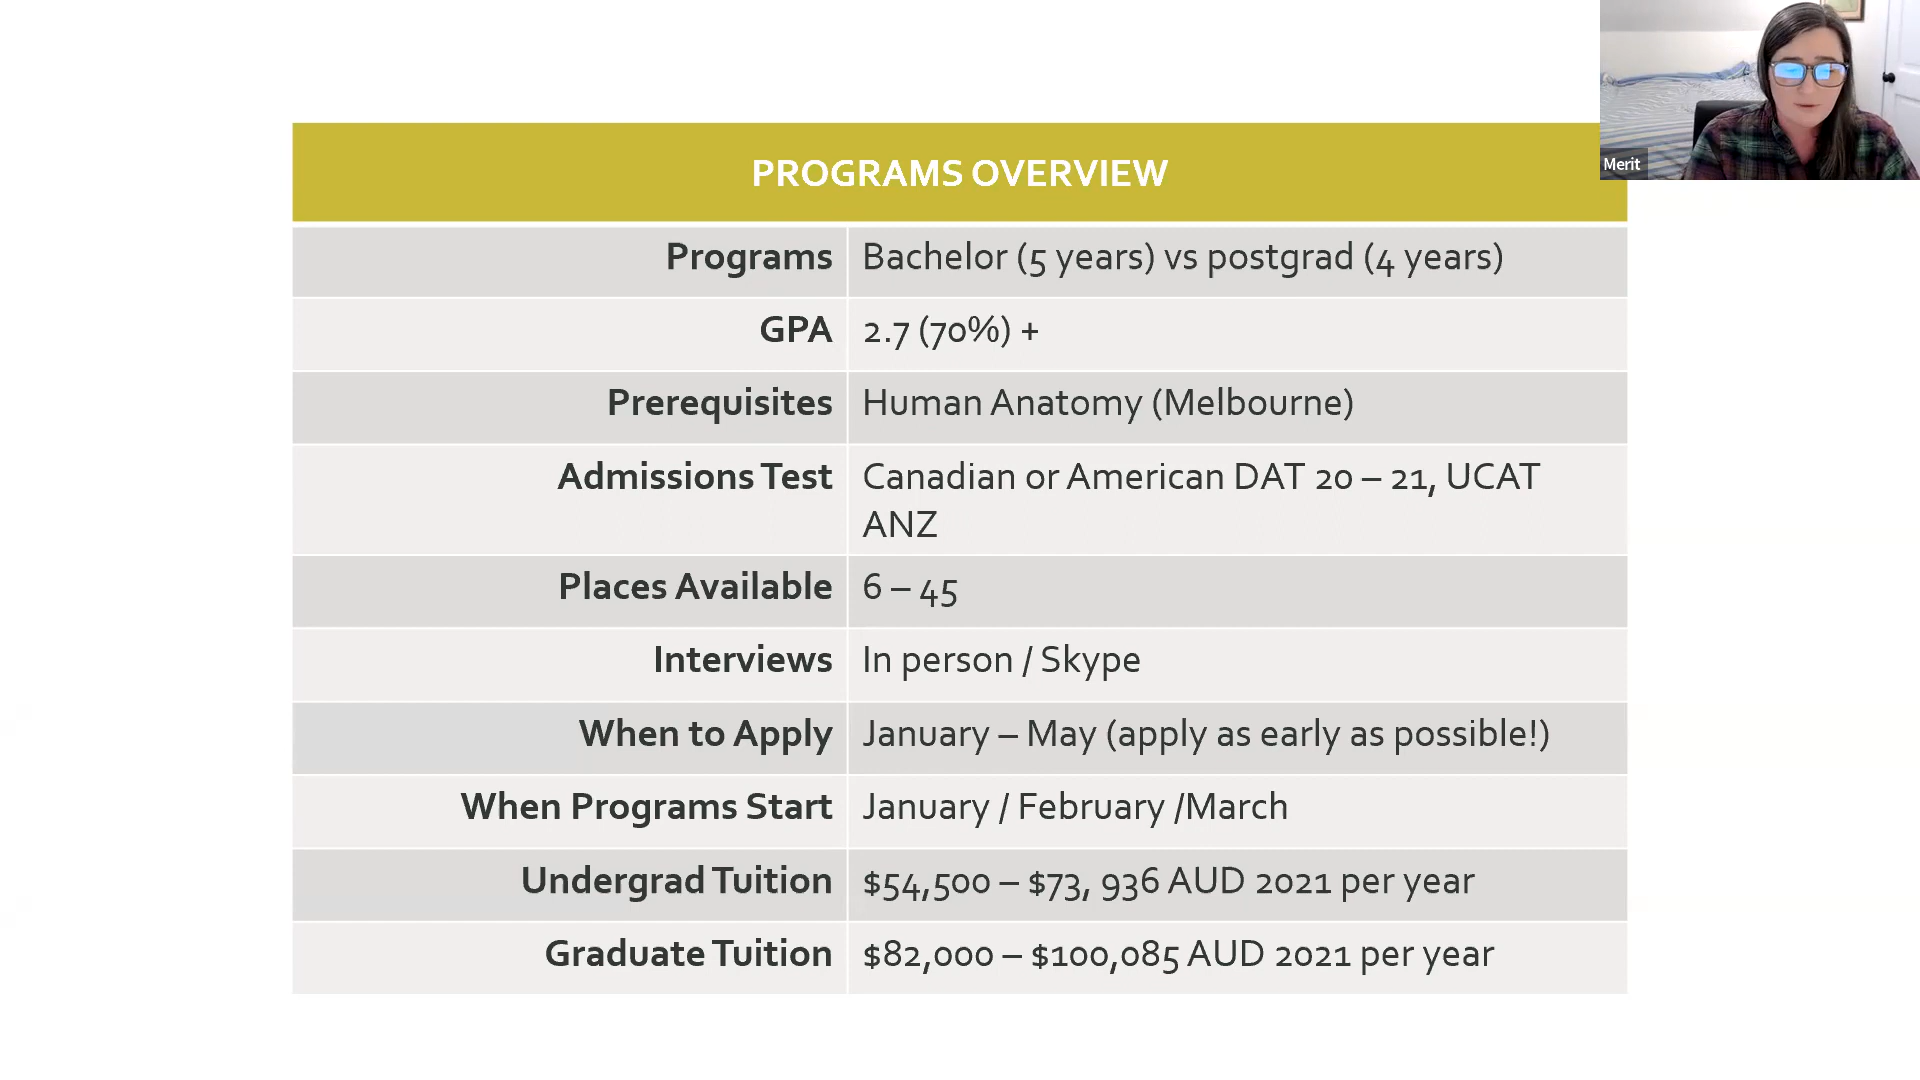 PROGRAMS OVERVIEW
Merit
Programs Bachelor (5 years) vs postgrad (4 years)
GPA 2.7 (70%) +
Prerequisites Human Anatomy (Melbourne)
Admissions Test Canadian or American DAT 20 – 21, UCAT
ANZ
Places Available 6 – 45
Interviews In person / Skype
When to Apply January – May (apply as early as possible!)
When Programs Start January / February /March
Undergrad Tuition $54,500 – $73, 936 AUD 2021 per year
Graduate Tuition $82,000 – $100,085 AUD 2021 per year